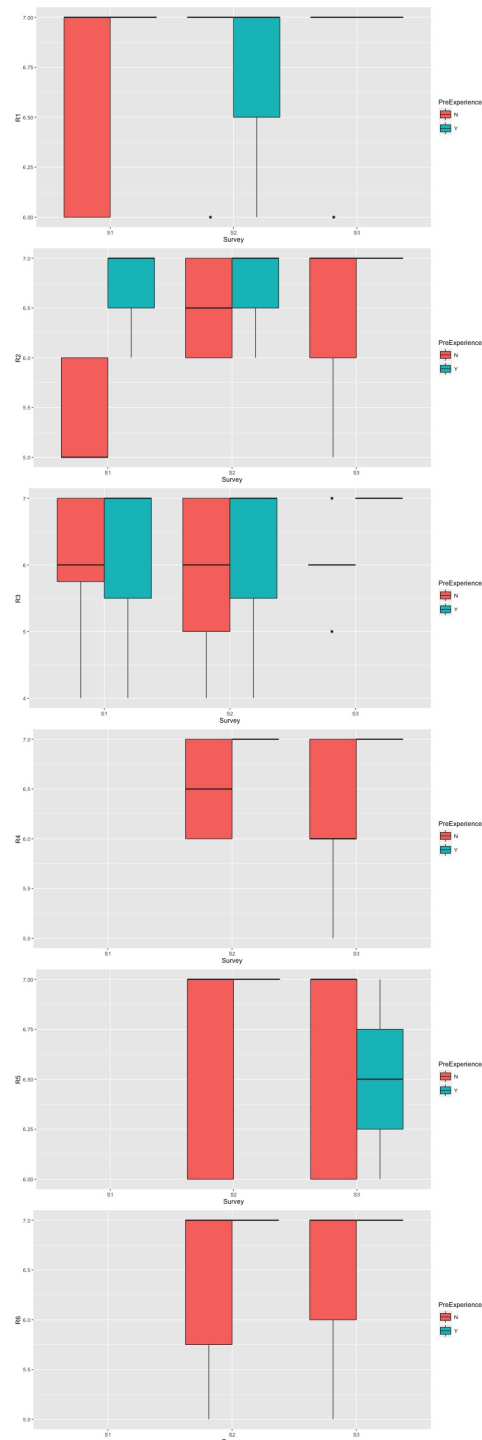 7.00
6.75
6.50
6.25
6.00
R1
S1 S2 S3
Survey
PreExperience
N
Y
7.0
6.5
6.0
5.5
5.0
R2
S1 S2 S3
Survey
PreExperience
N
Y
7
6
5
4
R3
S1 S2 S3
Survey
PreExperience
N
Y
7.0
6.5
6.0
5.5
5.0
R4
S1 S2 S3
Survey
PreExperience
N
Y
7.00
6.75
6.50
6.25
6.00
R5
S1 S2 S3
Survey
PreExperience
N
Y
7.0
6.5
6.0
5.5
5.0
R6
S1 S2 S3
PreExperience
N
Y